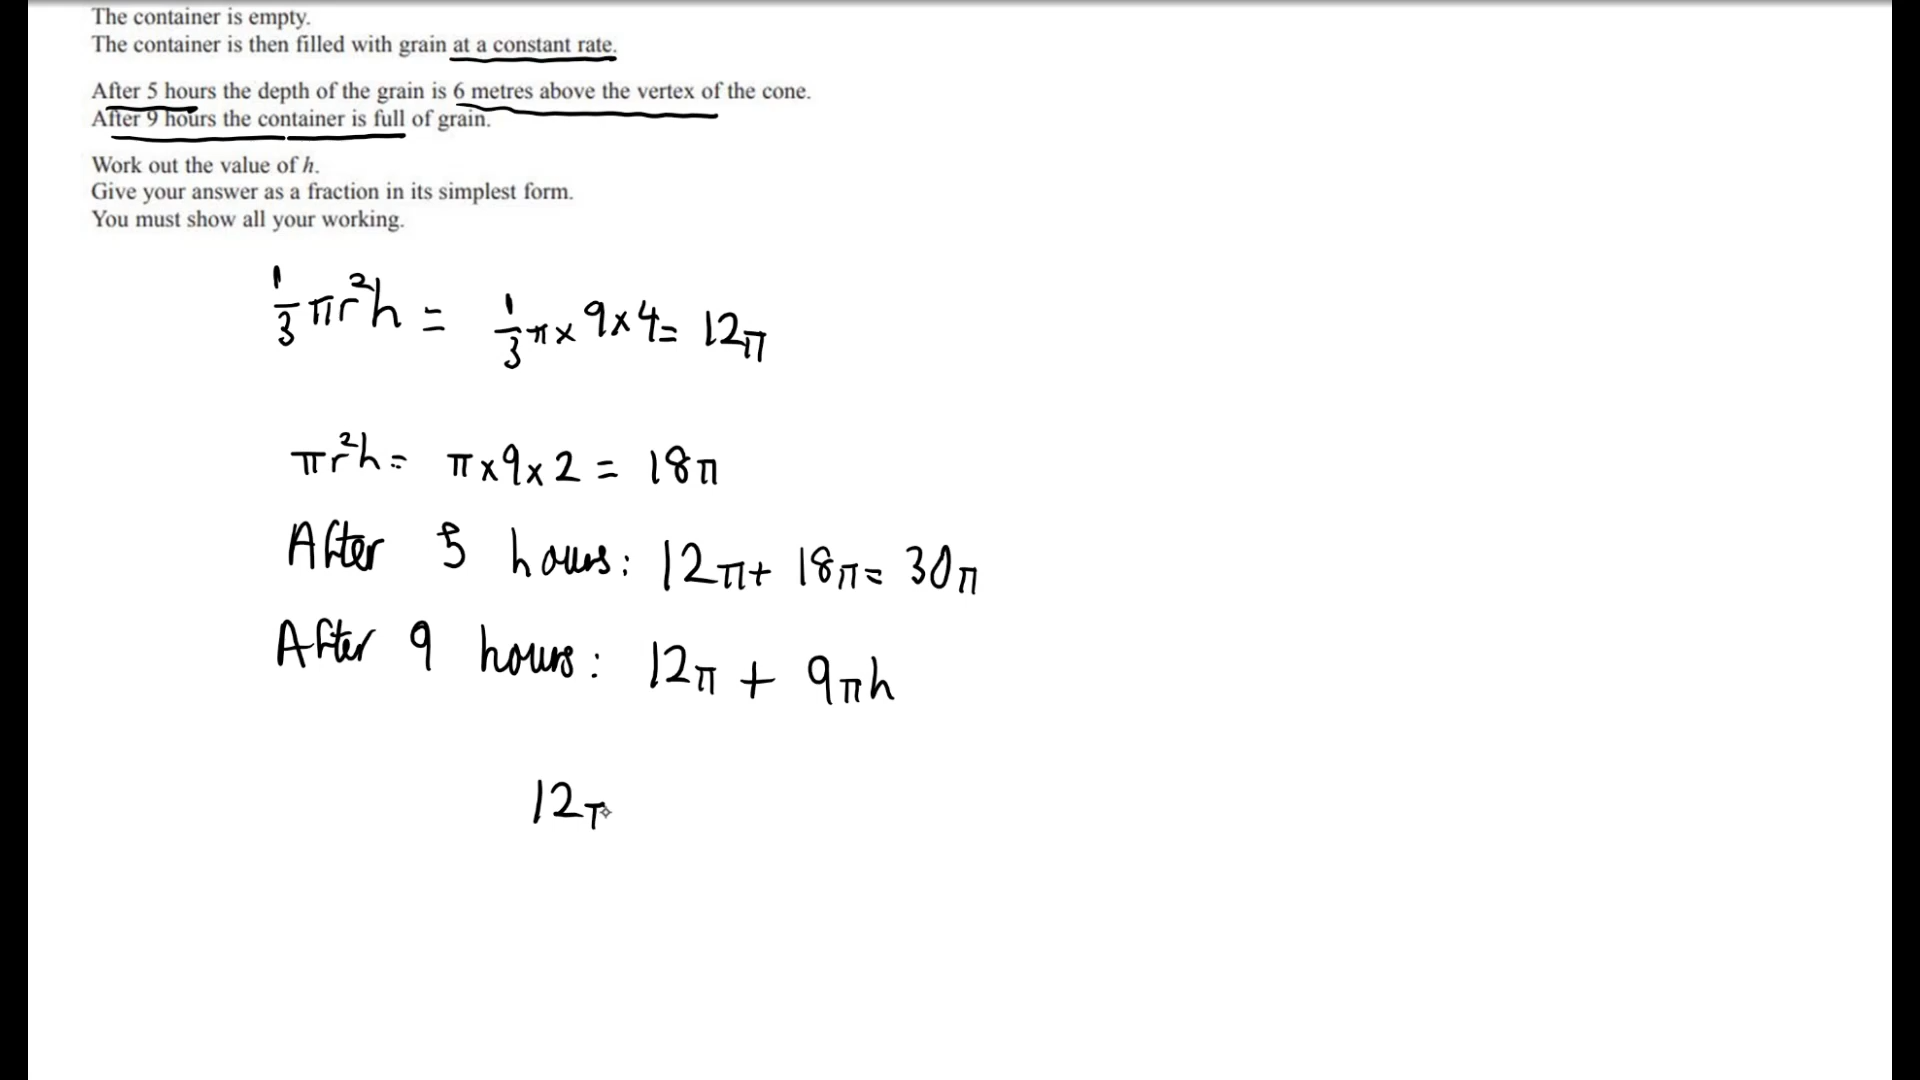 The container is empty.
The container is then filled with grain at a constant rate.
After 5 hours the depth of the grain is 6 metres above the vertex of the cone.
After 9 hours the container is full of grain.
Work out the value of h.
Give your answer as a fraction in its simplest form.
You must show all your working.
1/3 πr²h = 1/3 π × 9 × 4 = 12π
πr²h = π × 9 × 2 = 18π
After 5 hours: 12π + 18π = 30π
After 9 hours: 12π + 9πh
12π